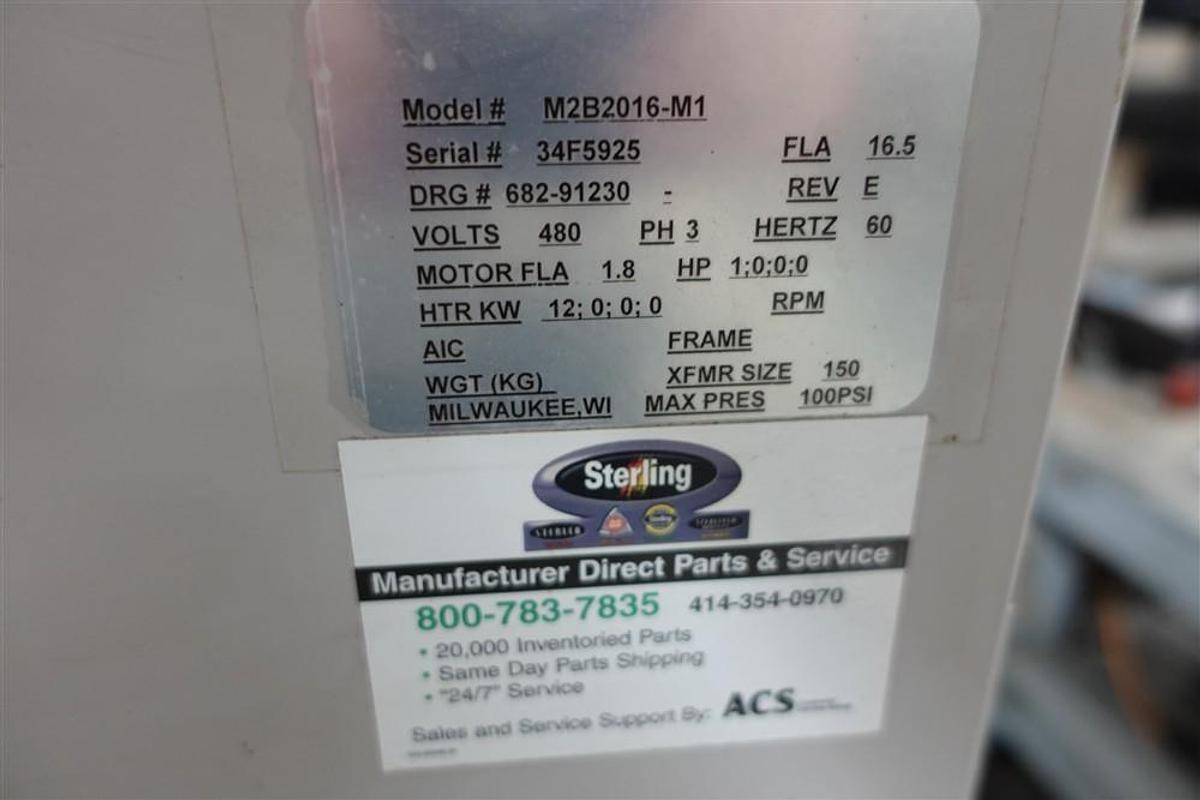 Model # M2B2016-M1
Serial # 34F5925 FLA 16.5
DRG # 682-91230 - REV E
VOLTS 480 PH 3 HERTZ 60
MOTOR FLA 1.8 HP 1;0;0;0
HTR KW 12; 0; 0; 0 RPM
AIC FRAME
WGT (KG) XFMR SIZE 150
MILWAUKEE,WI MAX PRES 100PSI
Sterling
Manufacturer Direct Parts & Service
800-783-7835 414-354-0970
• 20,000 Inventoried Parts
• Same Day Parts Shipping
• "24/7" Service
Sales and Service Support By: ACS